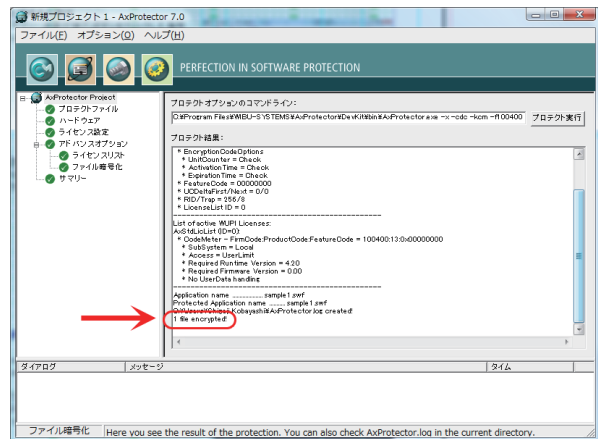 新規プロジェクト 1 - AxProtector 7.0
ファイル(F) オプション(O) ヘルプ(H)
PERFECTION IN SOFTWARE PROTECTION
AxProtector Project
プロテクトファイル
ハードウェア
ライセンス設定
アドバンスオプション
ライセンスリスト
ファイル暗号化
サマリー
プロテクトオプションのコマンドライン:
C:¥Program Files¥WIBU-SYSTEMS¥AxProtector¥DevKit¥bin¥AxProtector.exe -x -cdc -kcm -f100400 プロテクト実行
プロテクト結果:
* EncryptionCodeOptions
* UnitCounter = Check
* ActivationTime = Check
* ExpirationTime = Check
* FeatureCode = 00000000
* UCDeltaFirst/Next = 0/0
* RID/Trap = 256/8
* LicenseList ID = 0
List of active WUPI Licenses:
AxStdLicList (ID=0):
* CodeMeter - FirmCode:ProductCode:FeatureCode = 100400:13:0x00000000
* SubSystem = Local
* Access = UserLimit
* Required Runtime Version = 4.20
* Required Firmware Version = 0.00
* No UserData handling
Application name ................ sample1.swf
Protected Application name ........ sample1.swf
Kobayashi¥AxProtector.log created!
1 file encrypted!
ダイアログ メッセージ タイム
ファイル暗号化 Here you see the result of the protection. You can also check AxProtector.log in the current directory.